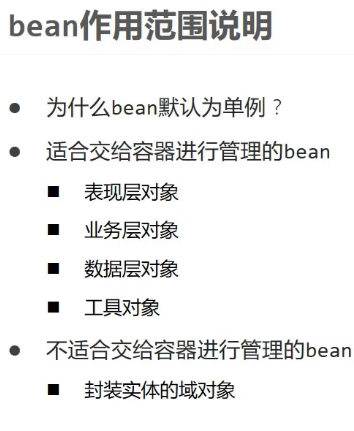 bean作用范围说明
为什么bean默认为单例？
适合交给容器进行管理的bean
表现层对象
业务层对象
数据层对象
工具对象
不适合交给容器进行管理的bean
封装实体的域对象